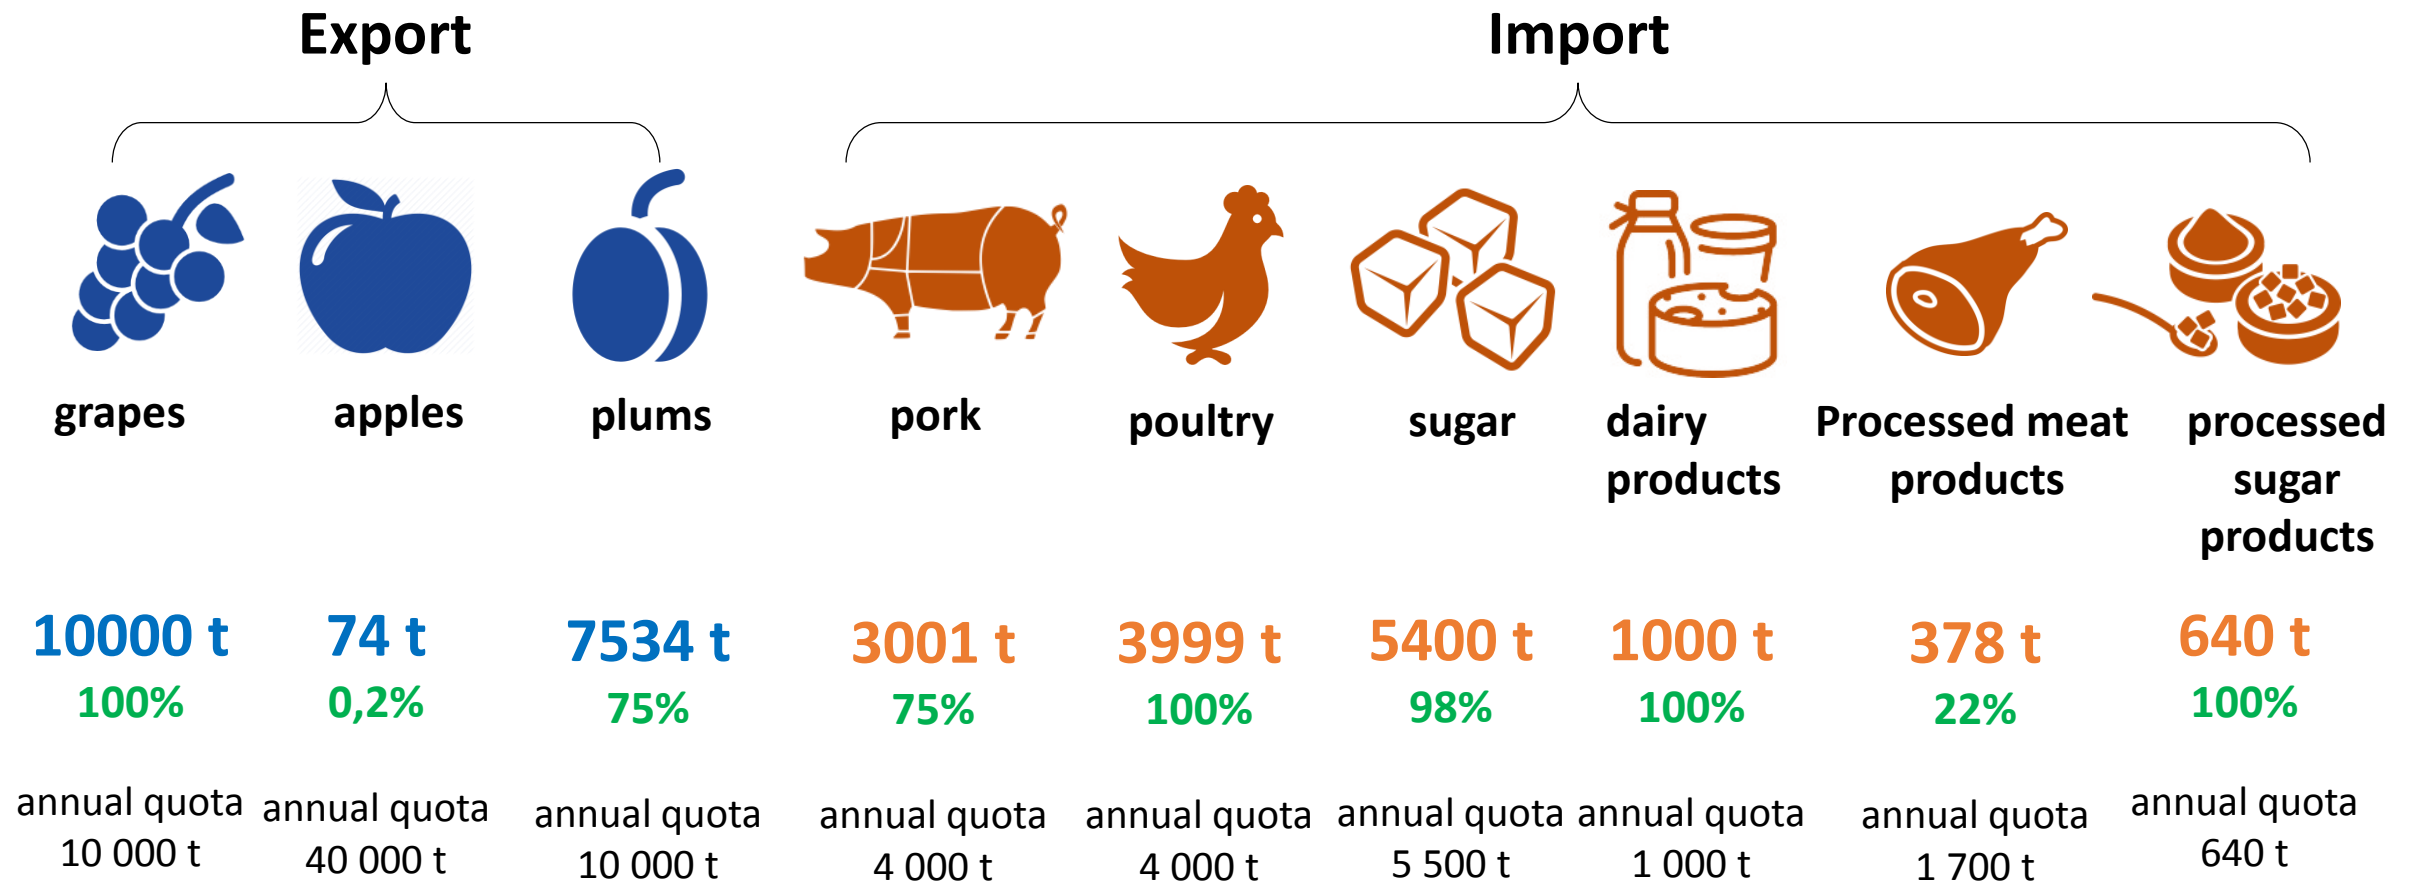 Export
Import
grapes
apples
plums
pork
poultry
sugar
dairy
products
Processed meat
products
processed
sugar
products
10000 t
74 t
7534 t
3001 t
3999 t
5400 t
1000 t
378 t
640 t
100%
0,2%
75%
75%
100%
98%
100%
22%
100%
annual quota
10 000 t
annual quota
40 000 t
annual quota
10 000 t
annual quota
4 000 t
annual quota
4 000 t
annual quota
5 500 t
annual quota
1 000 t
annual quota
1 700 t
annual quota
640 t